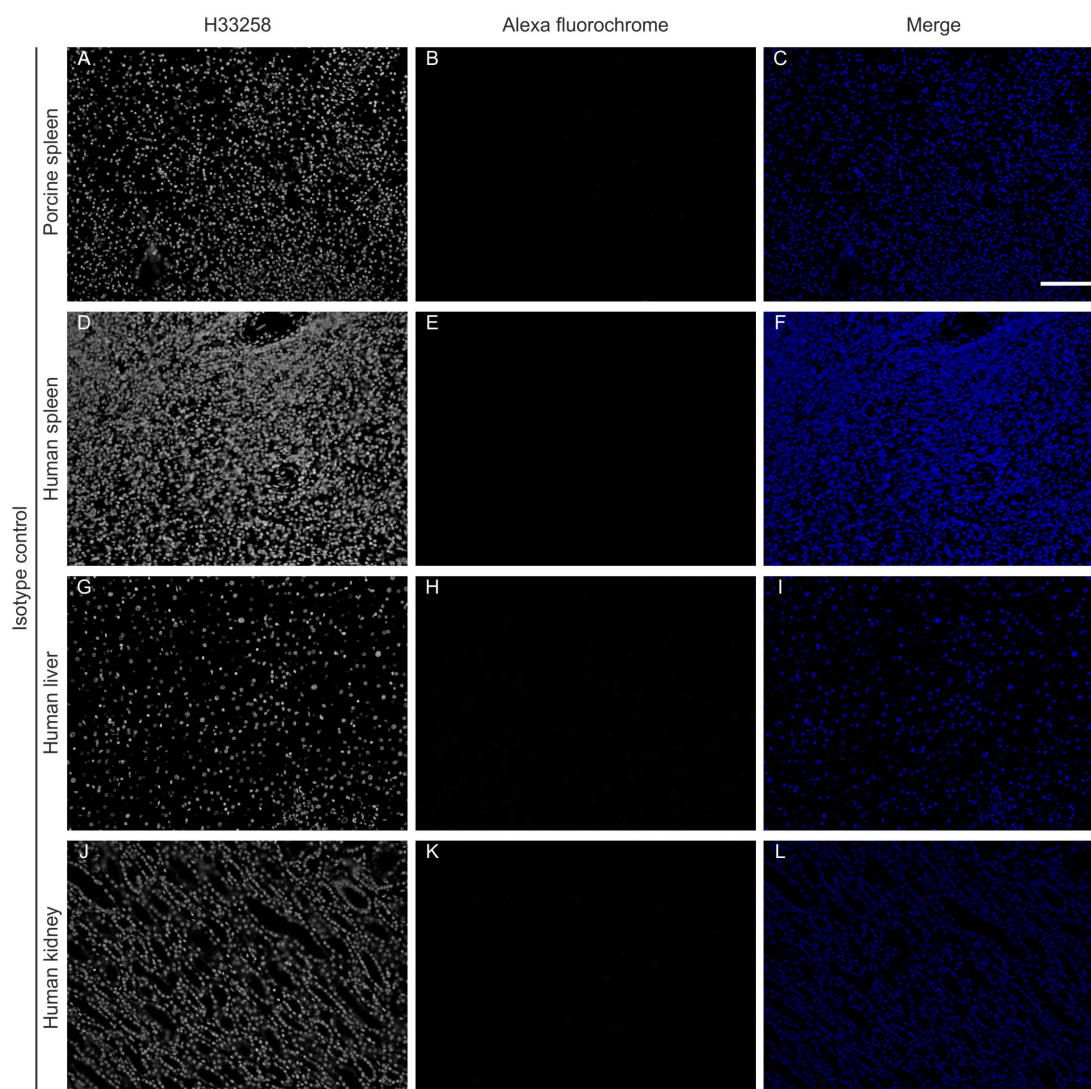 H33258 Alexa fluorochrome Merge
Isotype control
Porcine spleen
A B C
Human spleen
D E F
Human liver
G H I
Human kidney
J K L